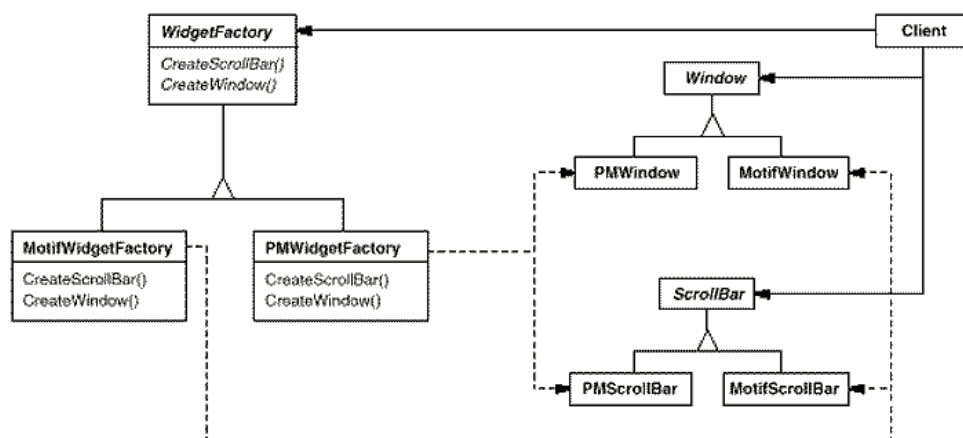 WidgetFactory
CreateScrollBar()
CreateWindow()
Client
Window
PMWindow
MotifWindow
MotifWidgetFactory
CreateScrollBar()
CreateWindow()
PMWidgetFactory
CreateScrollBar()
CreateWindow()
ScrollBar
PMScrollBar
MotifScrollBar